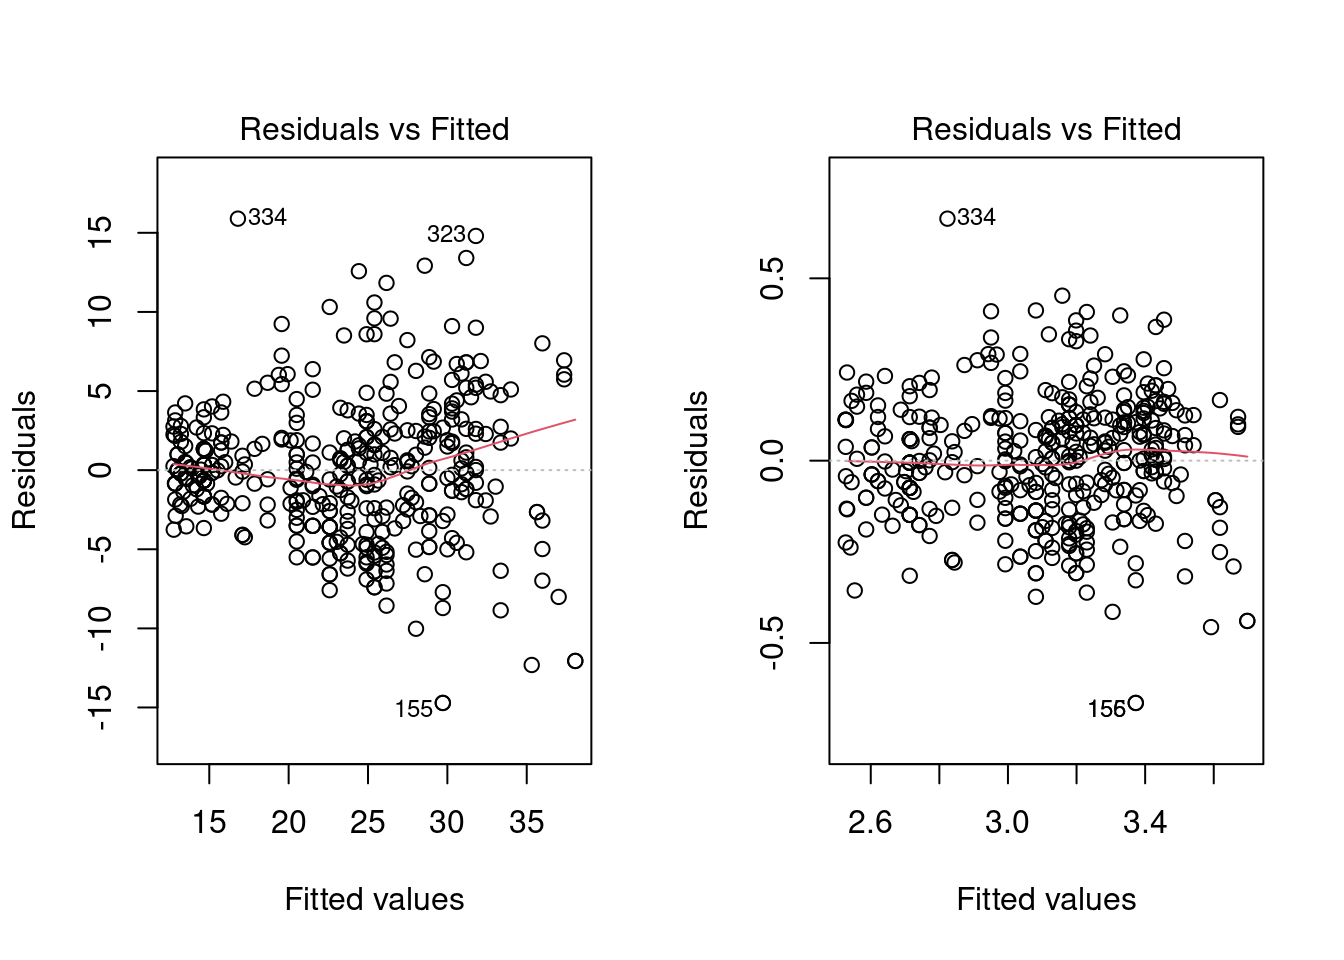 Residuals vs Fitted
Residuals
15
10
5
0
-5
-10
-15
334
323
155
15 20 25 30 35
Fitted values
Residuals vs Fitted
Residuals
0.5
0.0
-0.5
334
156
2.6 3.0 3.4
Fitted values